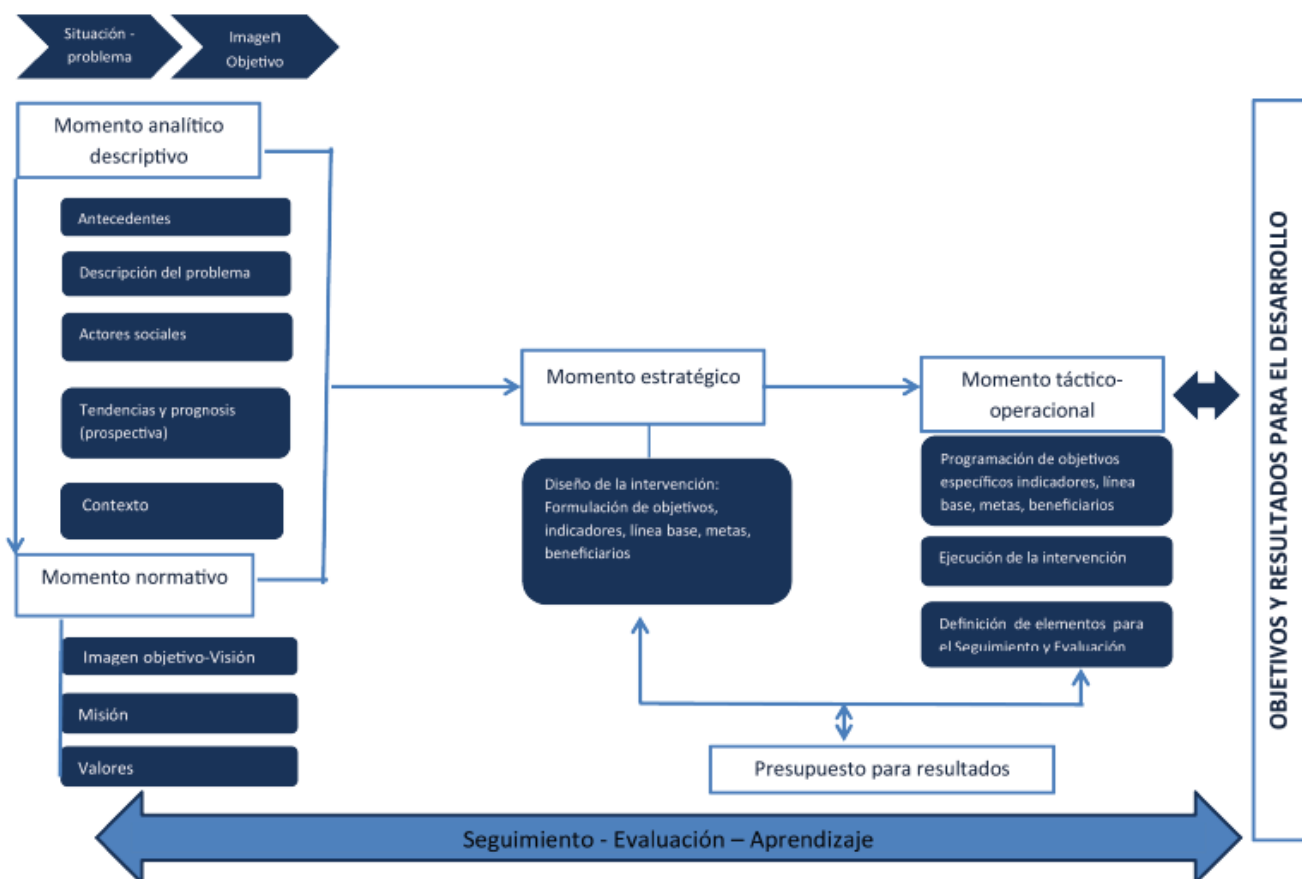 Situación -
problema
Imagen
Objetivo
Momento analítico
descriptivo
Antecedentes
Descripción del problema
Actores sociales
Tendencias y prognosis
(prospectiva)
Contexto
Momento normativo
Imagen objetivo-Visión
Misión
Valores
Momento estratégico
Diseño de la intervención:
Formulación de objetivos,
indicadores, línea base, metas,
beneficiarios
Momento táctico-
operacional
Programación de objetivos
específicos indicadores, línea
base, metas, beneficiarios
Ejecución de la intervención
Definición de elementos para
el Seguimiento y Evaluación
Presupuesto para resultados
OBJETIVOS Y RESULTADOS PARA EL DESARROLLO
Seguimiento - Evaluación – Aprendizaje